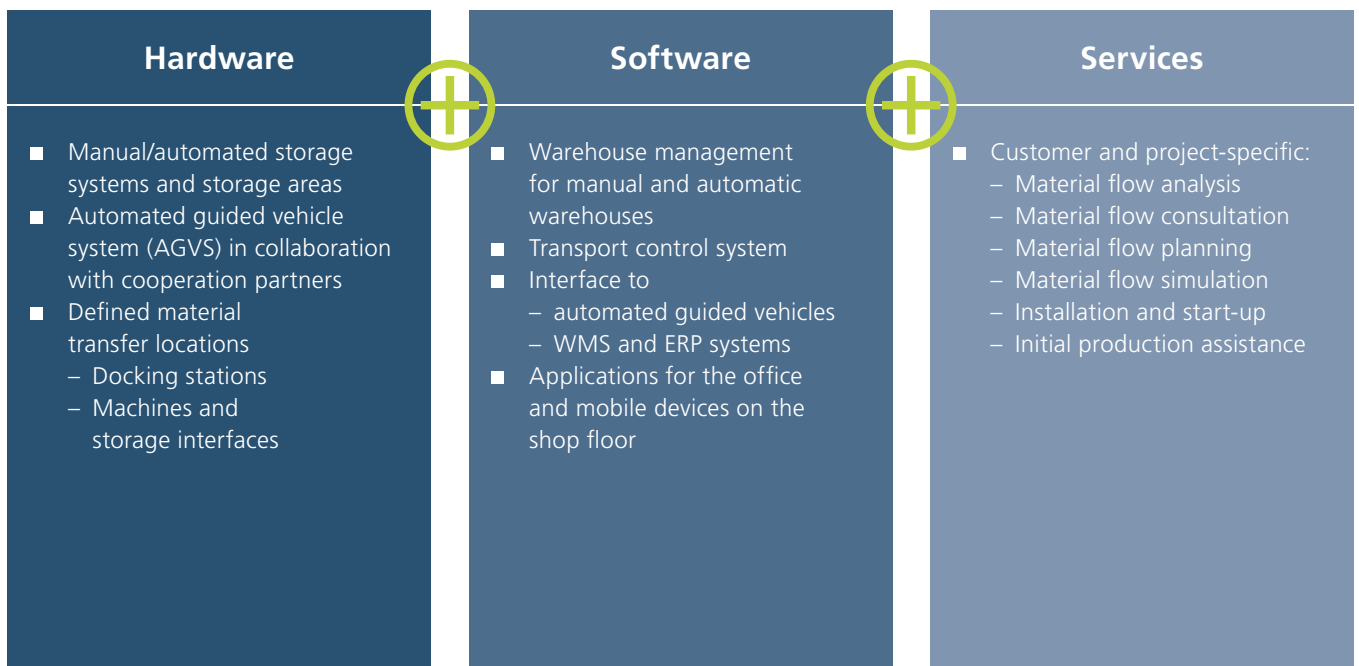 Hardware
■ Manual/automated storage
systems and storage areas
■ Automated guided vehicle
system (AGVS) in collaboration
with cooperation partners
■ Defined material
transfer locations
– Docking stations
– Machines and
storage interfaces
Software
■ Warehouse management
for manual and automatic
warehouses
■ Transport control system
■ Interface to
– automated guided vehicles
– WMS and ERP systems
■ Applications for the office
and mobile devices on the
shop floor
Services
■ Customer and project-specific:
– Material flow analysis
– Material flow consultation
– Material flow planning
– Material flow simulation
– Installation and start-up
– Initial production assistance